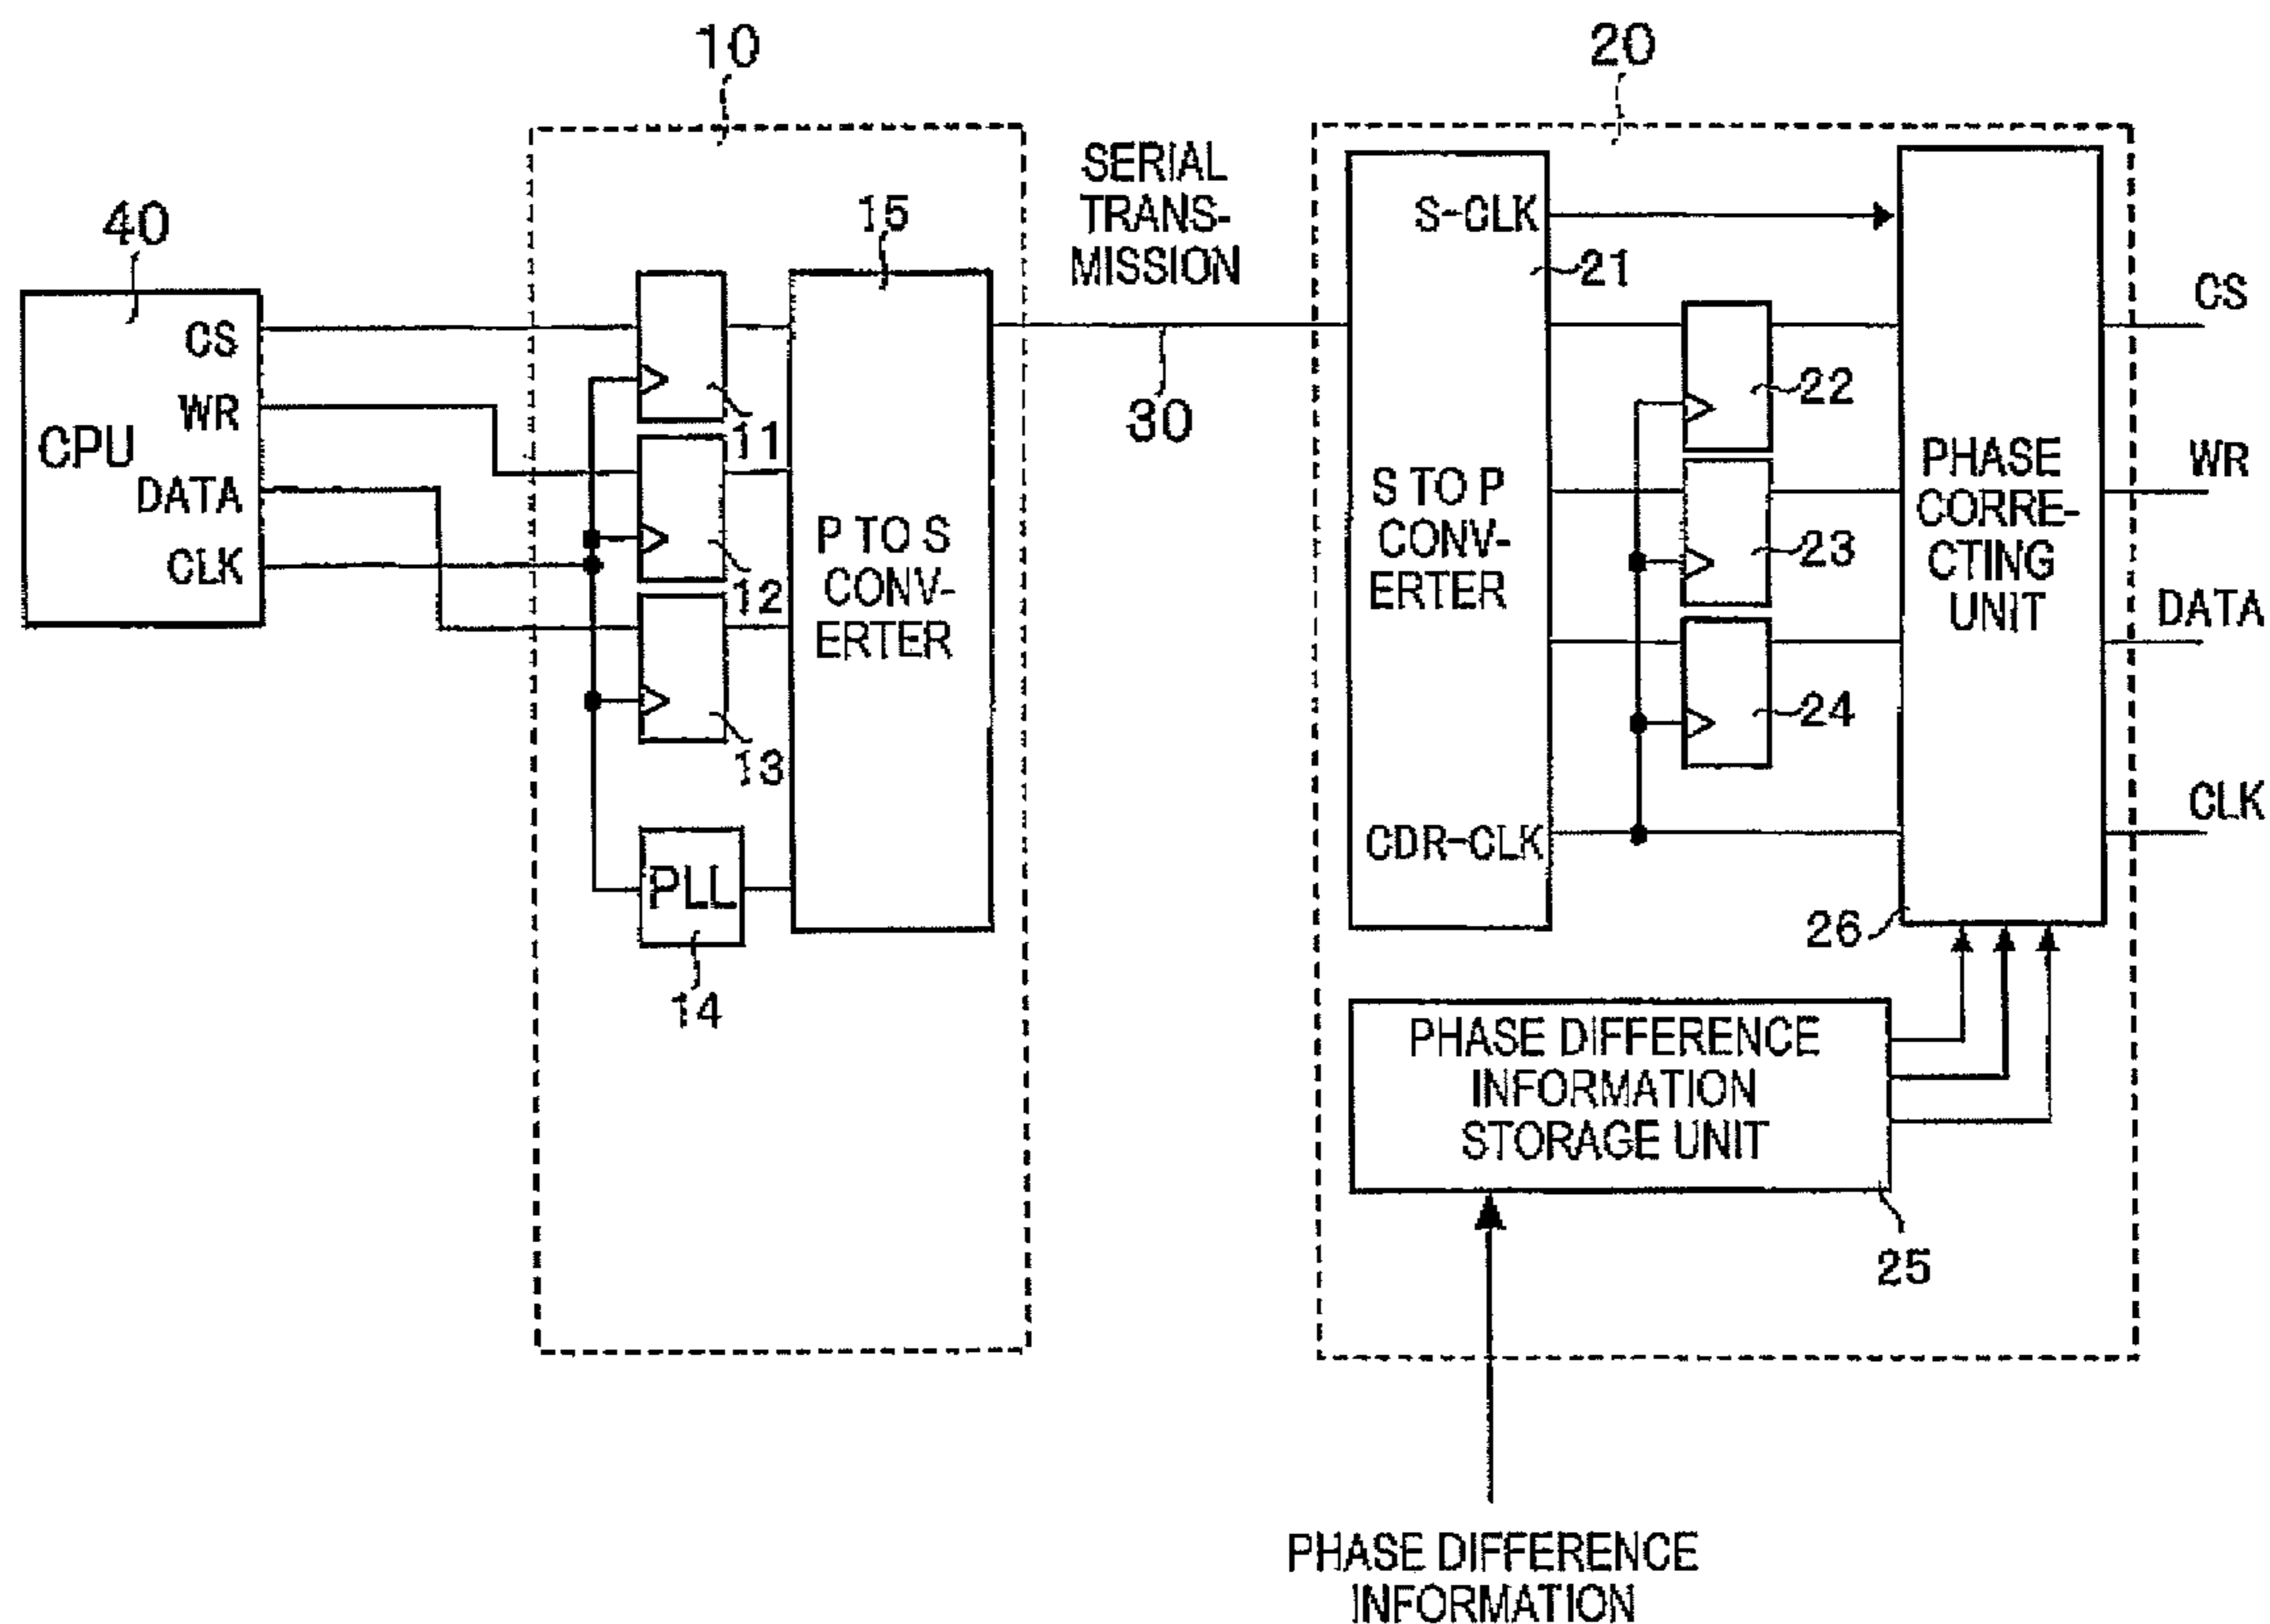 10
20
40
CPU
CS
WR
DATA
CLK
11
12
13
PLL
14
15
P TO S
CONV-
ERTER
SERIAL
TRANS-
MISSION
30
S-CLK
21
S TO P
CONV-
ERTER
CDR-CLK
22
23
24
PHASE
CORRE-
CTING
UNIT
26
CS
WR
DATA
CLK
PHASE DIFFERENCE
INFORMATION
STORAGE UNIT
25
PHASE DIFFERENCE
INFORMATION